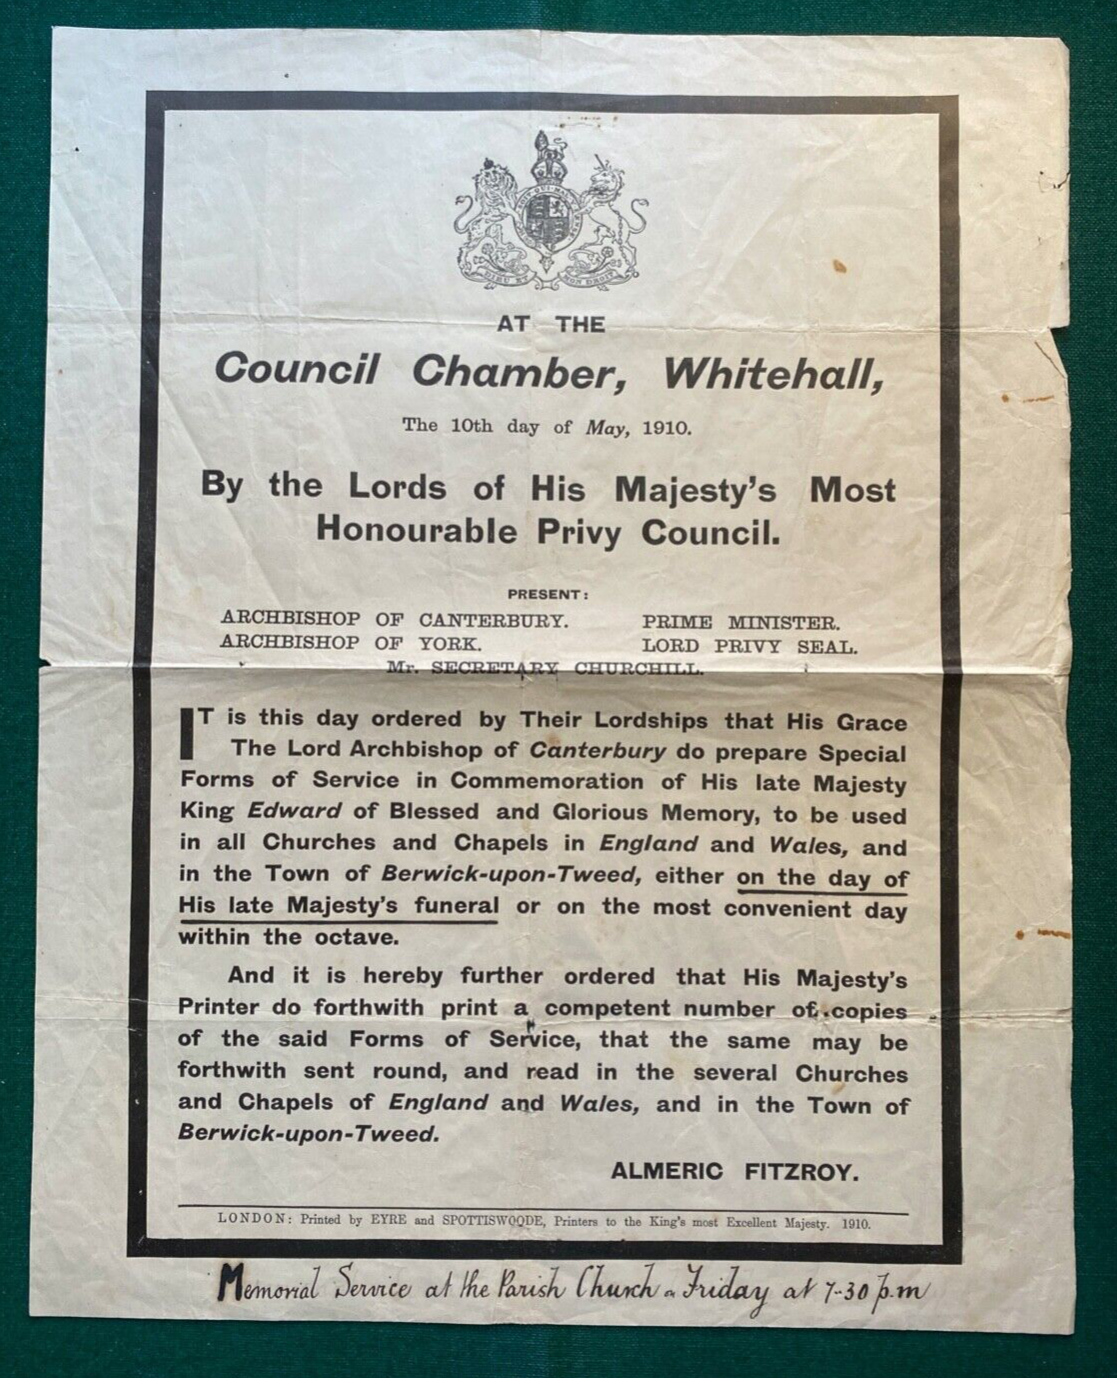 DIEU ET MON DROIT
AT THE
Council Chamber, Whitehall,
The 10th day of May, 1910.
By the Lords of His Majesty's Most
Honourable Privy Council.
PRESENT:
ARCHBISHOP OF CANTERBURY. PRIME MINISTER.
ARCHBISHOP OF YORK. LORD PRIVY SEAL.
Mr. SECRETARY CHURCHILL.
IT is this day ordered by Their Lordships that His Grace
The Lord Archbishop of Canterbury do prepare Special
Forms of Service in Commemoration of His late Majesty
King Edward of Blessed and Glorious Memory, to be used
in all Churches and Chapels in England and Wales, and
in the Town of Berwick-upon-Tweed, either on the day of
His late Majesty's funeral or on the most convenient day
within the octave.
And it is hereby further ordered that His Majesty's
Printer do forthwith print a competent number of copies
of the said Forms of Service, that the same may be
forthwith sent round, and read in the several Churches
and Chapels of England and Wales, and in the Town of
Berwick-upon-Tweed.
ALMERIC FITZROY.
LONDON: Printed by EYRE and SPOTTISWOODE, Printers to the King's most Excellent Majesty. 1910.
Memorial Service at the Parish Church Friday at 7-30 p.m